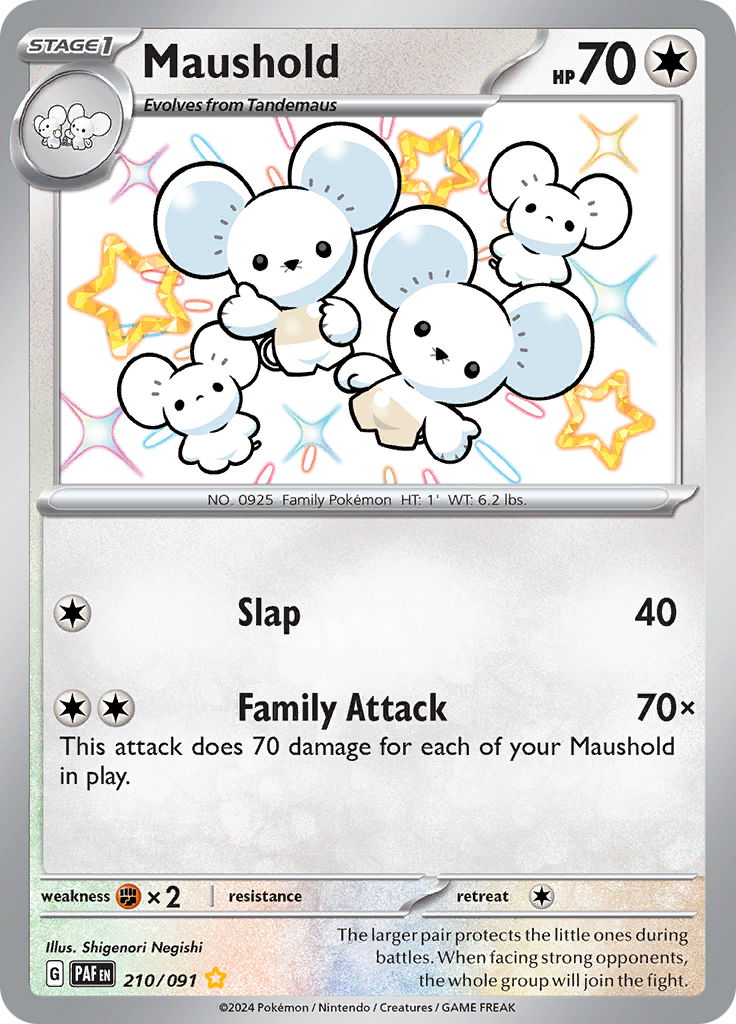 STAGE1
Maushold
HP 70
Evolves from Tandemaus
NO. 0925 Family Pokémon HT: 1' WT: 6.2 lbs.
Slap 40
Family Attack 70×
This attack does 70 damage for each of your Maushold
in play.
weakness ×2 resistance retreat
Illus. Shigenori Negishi
The larger pair protects the little ones during
battles. When facing strong opponents,
the whole group will join the fight.
G PAF EN 210/091
©2024 Pokémon / Nintendo / Creatures / GAME FREAK